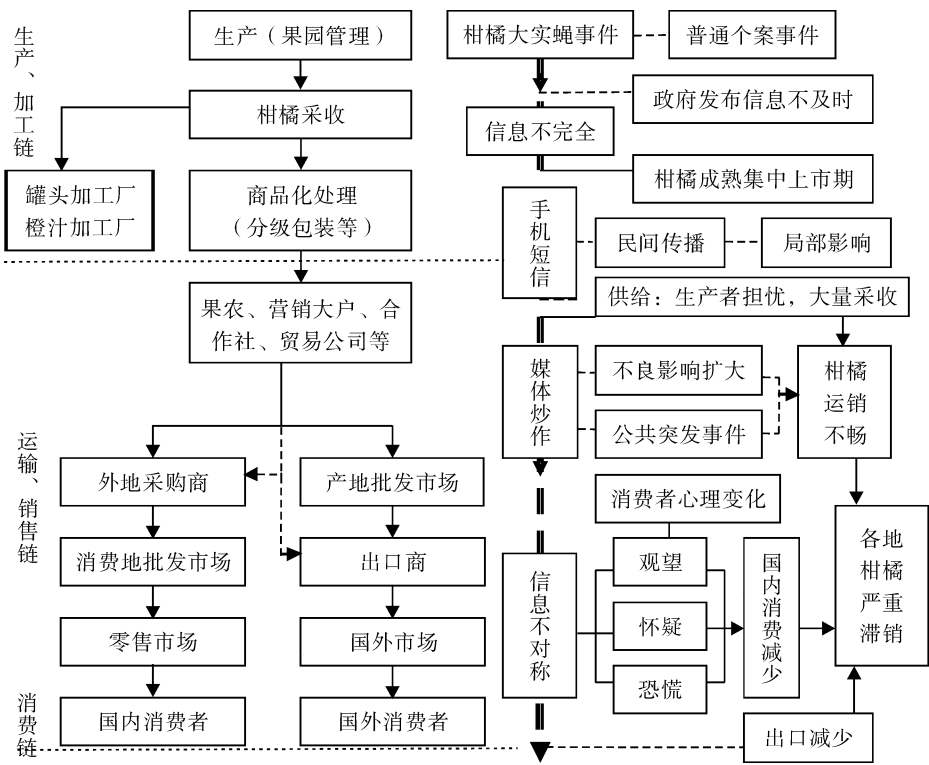 生产、加工链
生产（果园管理）
柑橘采收
罐头加工厂
橙汁加工厂
商品化处理
（分级包装等）
果农、营销大户、合
作社、贸易公司等
运输、销售链
外地采购商
产地批发市场
消费地批发市场
出口商
零售市场
国外市场
消费链
国内消费者
国外消费者
柑橘大实蝇事件
普通个案事件
政府发布信息不及时
信息不完全
柑橘成熟集中上市期
手机短信
民间传播
局部影响
供给：生产者担忧，大量采收
媒体炒作
不良影响扩大
公共突发事件
柑橘
运销
不畅
消费者心理变化
信息不对称
观望
怀疑
恐慌
国内消费减少
各地
柑橘
严重
滞销
出口减少